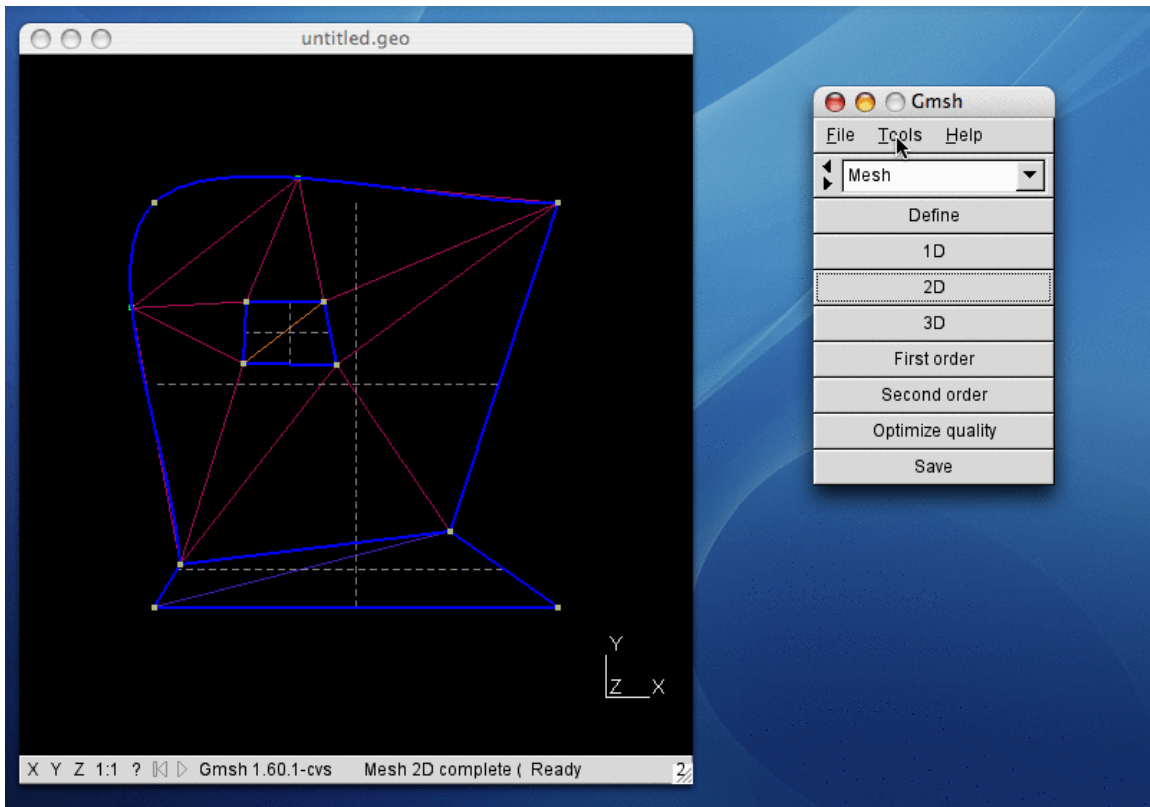 untitled.geo
Y
Z X
X Y Z 1:1 ? Gmsh 1.60.1-cvs Mesh 2D complete ( Ready 2
Gmsh
File Tools Help
Mesh
Define
1D
2D
3D
First order
Second order
Optimize quality
Save